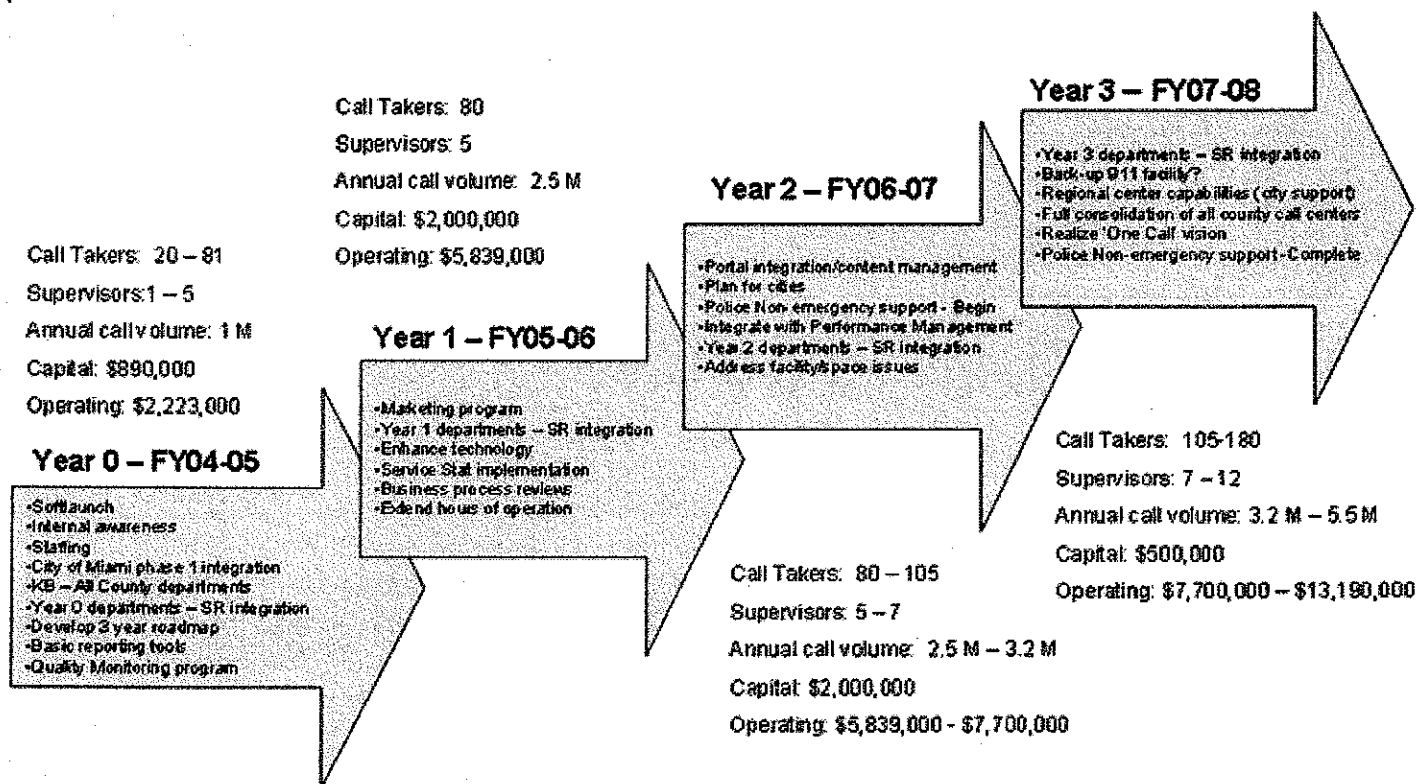 Call Takers: 20 – 81
Supervisors:1 – 5
Annual call volume: 1 M
Capital: $890,000
Operating: $2,223,000
Year 0 – FY04-05
•Softlaunch
•Internal awareness
•Staffing
•City of Miami phase 1 integration
•KB – All County departments
•Year 0 departments – SR integration
•Develop 3 year roadmap
•Basic reporting tools
•Quality Monitoring program
Call Takers: 80
Supervisors: 5
Annual call volume: 2.5 M
Capital: $2,000,000
Operating: $5,839,000
Year 1 – FY05-06
•Marketing program
•Year 1 departments – SR integration
•Enhance technology
•Service Stat implementation
•Business process reviews
•Extend hours of operation
Year 2 – FY06-07
•Portal integration/content management
•Plan for cities
•Police Non-emergency support - Begin
•Integrate with Performance Management
•Year 2 departments – SR integration
•Address facility/space issues
Call Takers: 80 – 105
Supervisors: 5 – 7
Annual call volume: 2.5 M – 3.2 M
Capital: $2,000,000
Operating: $5,839,000 - $7,700,000
Year 3 – FY07-08
•Year 3 departments – SR integration
•Back-up 911 facility?
•Regional center capabilities (city support)
•Full consolidation of all county call centers
•Realize 'One Call vision
•Police Non-emergency support-Complete
Call Takers: 105-180
Supervisors: 7 – 12
Annual call volume: 3.2 M – 5.5 M
Capital: $500,000
Operating: $7,700,000 – $13,190,000